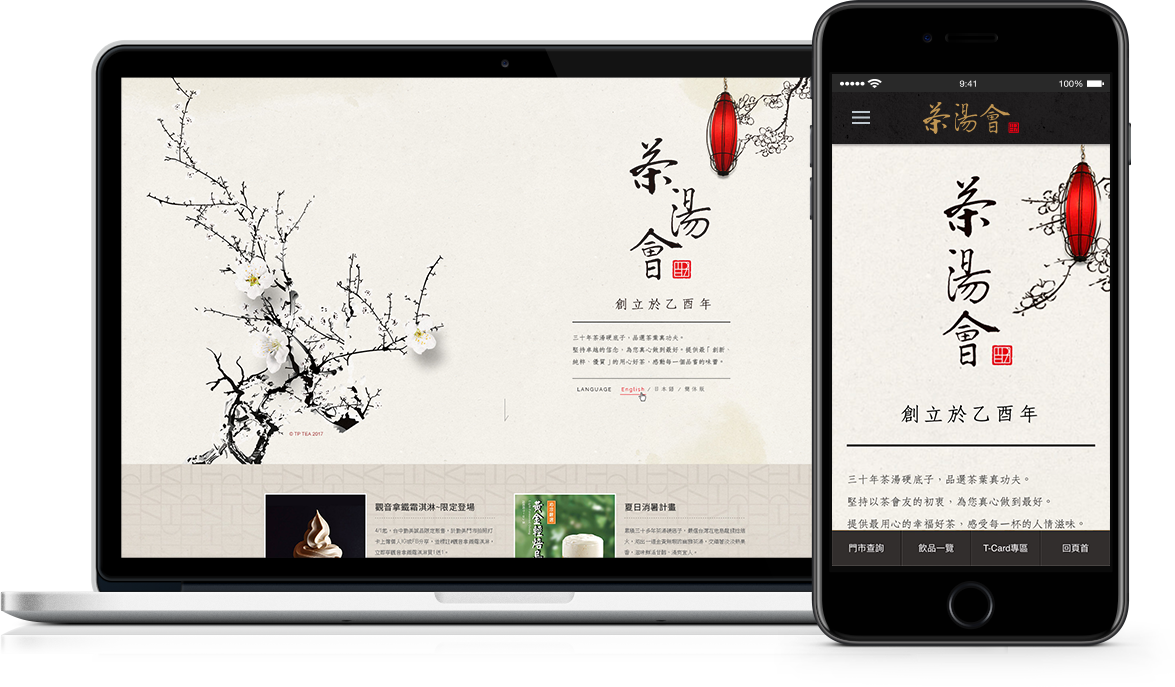 茶湯會
創立於乙酉年
三十年茶湯硬底子，品選茶葉真功夫。
堅持卓越的信念，為您真心做到最好。提供最「創新、
純粹、優質」的用心好茶，感動每一個品嘗的味蕾。
LANGUAGE English / 日本語 / 簡体版
© TP TEA 2017
觀音拿鐵霜淇淋~限定登場
夏日消暑計畫
9:41 100%
茶湯會
茶湯會
創立於乙酉年
三十年茶湯硬底子，品選茶葉真功夫。
堅持以茶會友的初衷，為您真心做到最好。
提供最用心的幸福好茶，感受每一杯的人情滋味。
門市查詢 飲品一覽 T-Card專區 回頁首